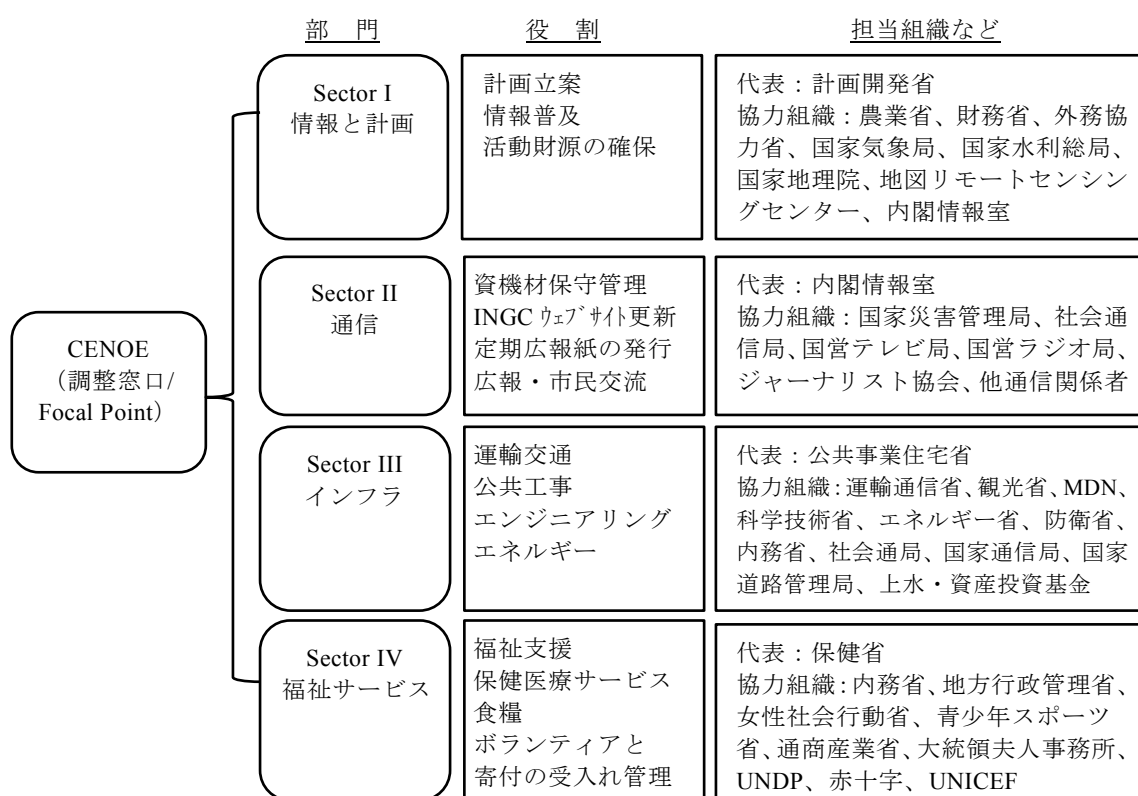 部 門
役 割
担当組織など
CENOE
(調整窓口/
Focal Point)
Sector I
情報と計画
計画立案
情報普及
活動財源の確保
代表：計画開発省
協力組織：農業省、財務省、外務協
力省、国家気象局、国家水利総局、
国家地理院、地図リモートセンシン
グセンター、内閣情報室
Sector II
通信
資機材保守管理
INGC ｳｪﾌﾞｻｲﾄ更新
定期広報紙の発行
広報・市民交流
代表：内閣情報室
協力組織：国家災害管理局、社会通
信局、国営テレビ局、国営ラジオ局、
ジャーナリスト協会、他通信関係者
Sector III
インフラ
運輸交通
公共工事
エンジニアリング
エネルギー
代表：公共事業住宅省
協力組織：運輸通信省、観光省、MDN、
科学技術省、エネルギー省、防衛省、
内務省、社会通局、国家通信局、国家
道路管理局、上水・資産投資基金
Sector IV
福祉サービス
福祉支援
保健医療サービス
食糧
ボランティアと
寄付の受入れ管理
代表：保健省
協力組織：内務省、地方行政管理省、
女性社会行動省、青少年スポーツ
省、通商産業省、大統領夫人事務所、
UNDP、赤十字、UNICEF